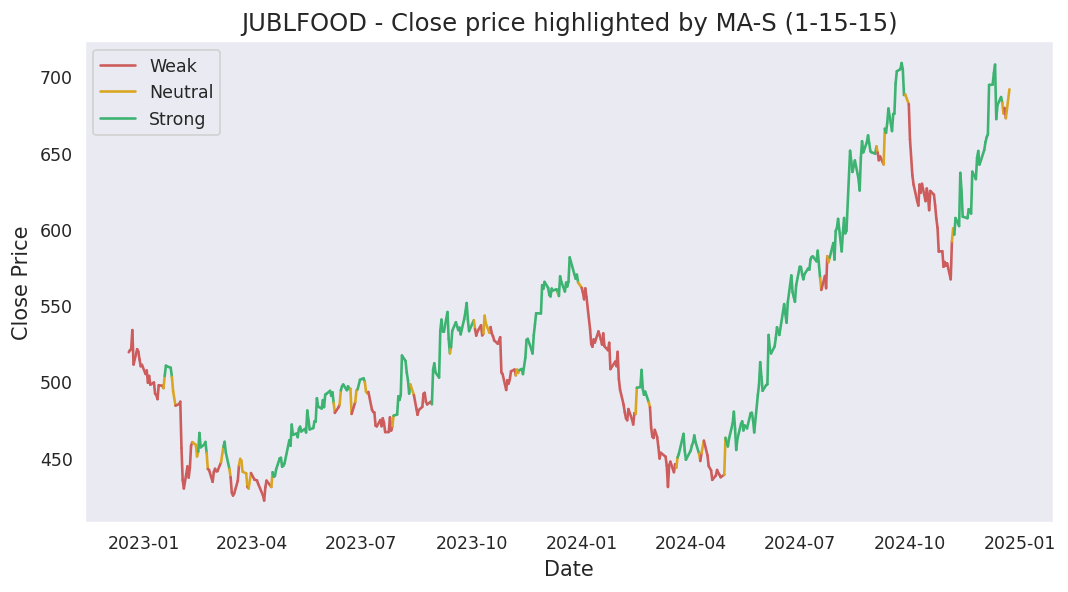 JUBLFOOD - Close price highlighted by MA-S (1-15-15)
Weak
Neutral
Strong
Close Price
700
650
600
550
500
450
2023-01 2023-04 2023-07 2023-10 2024-01 2024-04 2024-07 2024-10 2025-01
Date